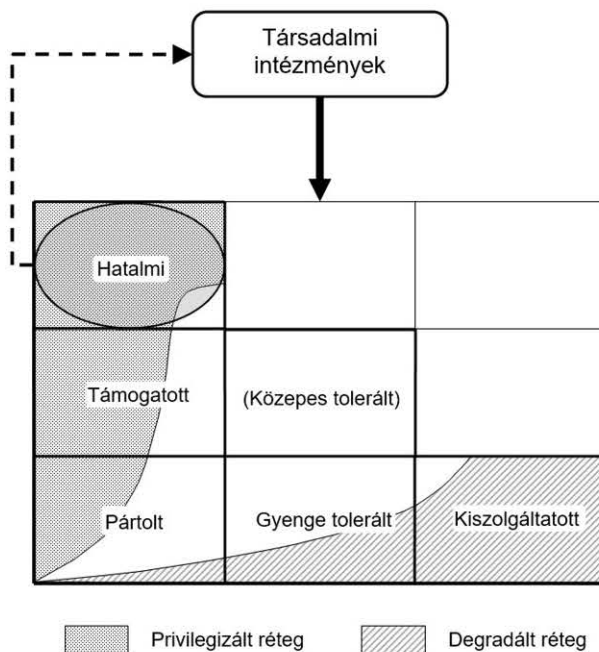 Társadalmi
intézmények
Hatalmi
Támogatott
(Közepes tolerált)
Pártolt
Gyenge tolerált
Kiszolgáltatott
Privilegizált réteg
Degradált réteg